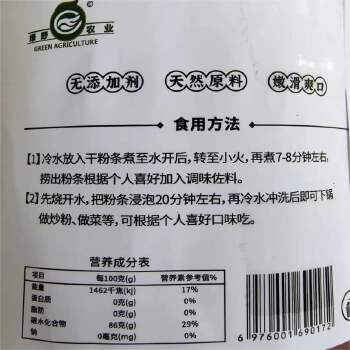 绿野 农业
GREEN AGRICULTURE
无添加剂 天然原料 嫩滑爽口
食用方法
【1】冷水放入干粉条煮至水开后，转至小火，再煮7-8分钟左右，
捞出粉条根据个人喜好加入调味佐料。
【2】先烧开水，把粉条浸泡20分钟左右，再冷水冲洗后即可下锅
做炒粉、做菜等，可根据个人喜好口味吃。
营养成分表
项目 每100克(g) 营养素参考值%
能量 1462千焦(kJ) 17%
蛋白质 0克(g) 0%
脂肪 0克(g) 0%
碳水化合物 86克(g) 29%
钠 0毫克(mg) 0%
6 976001 690172